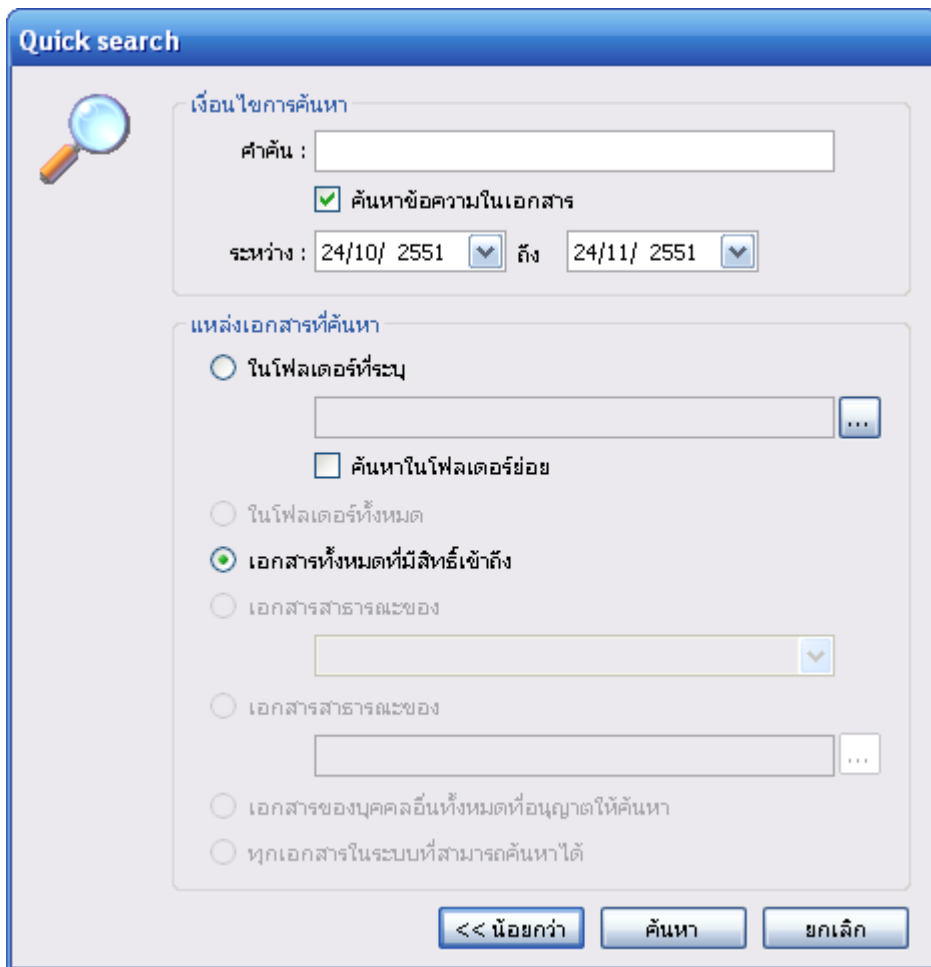 Quick search
เงื่อนไขการค้นหา
คำค้น :
ค้นหาข้อความในเอกสาร
ระหว่าง : 24/10/ 2551 ถึง 24/11/ 2551
แหล่งเอกสารที่ค้นหา
ในโฟลเดอร์ที่ระบุ
...
ค้นหาในโฟลเดอร์ย่อย
ในโฟลเดอร์ทั้งหมด
เอกสารทั้งหมดที่มีสิทธิ์เข้าถึง
เอกสารสาธารณะของ
เอกสารสาธารณะของ
...
เอกสารของบุคคลอื่นทั้งหมดที่อนุญาตให้ค้นหา
ทุกเอกสารในระบบที่สามารถค้นหาได้
<< น้อยกว่า ค้นหา ยกเลิก